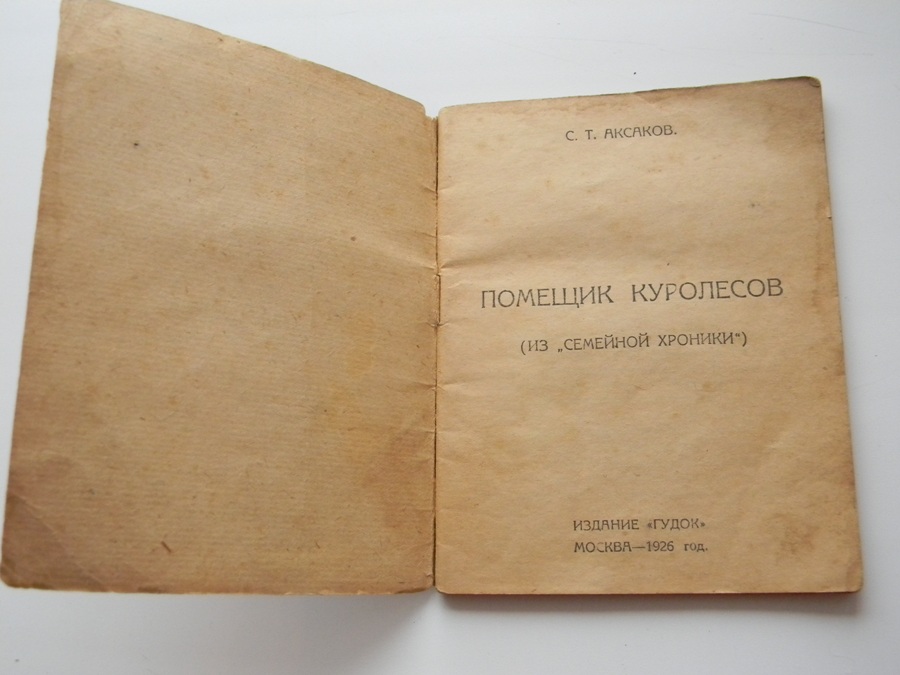 С. Т. АКСАКОВ.
ПОМЕЩИК КУРОЛЕСОВ
(ИЗ „СЕМЕЙНОЙ ХРОНИКИ“)
ИЗДАНИЕ «ГУДОК»
МОСКВА—1926 год.